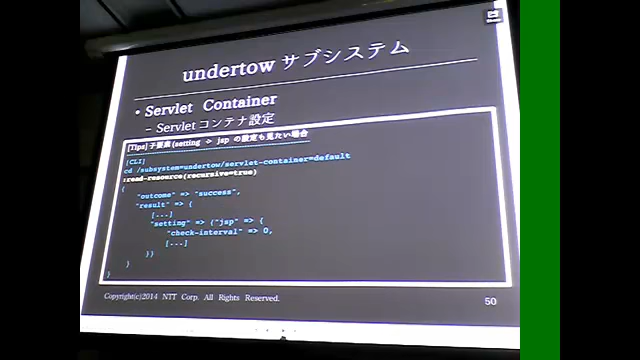 undertow サブシステム
• Servlet Container
– Servlet コンテナ設定
[Tips] 子要素 (setting -> jsp の設定も見たい場合
[CLI]
cd /subsystem=undertow/servlet-container=default
:read-resource(recursive=true)
{
"outcome" => "success",
"result" => {
[...]
"setting" => {"jsp" => {
"check-interval" => 0,
[...]
}}
}
}
Copyright(c)2014 NTT Corp. All Rights Reserved.
50